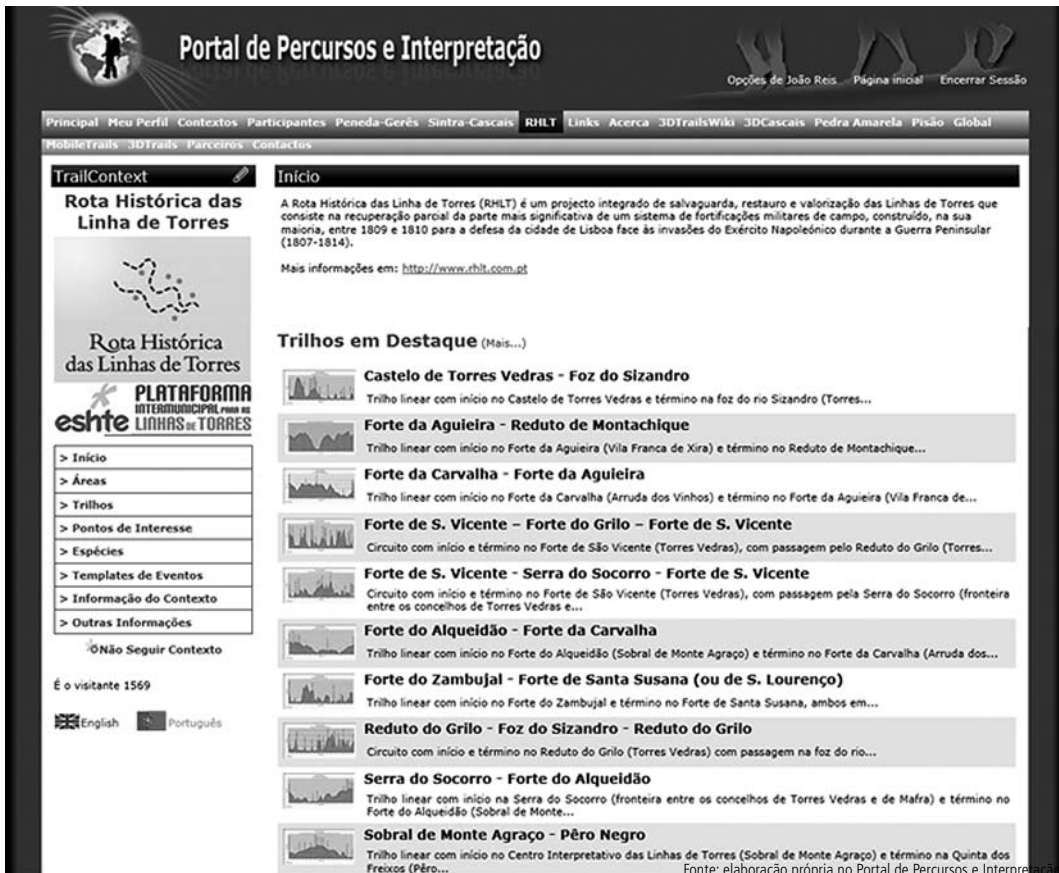 Portal de Percursos e Interpretação
Opções de João Reis Página inicial Encerrar Sessão
Principal Meu Perfil Contextos Participantes Peneda-Gerês Sintra-Cascais RHLT Links Acerca 3DTrailsWiki 3DCascais Pedra Amarela Pisão Global
MobileTrails 3DTrails Parceiros Contactos
TrailContext
Rota Histórica das
Linha de Torres
Rota Histórica
das Linhas de Torres
eshte
PLATAFORMA
INTERMUNICIPAL PARA AS
LINHAS DE TORRES
> Início
> Áreas
> Trilhos
> Pontos de Interesse
> Espécies
> Templates de Eventos
> Informação do Contexto
> Outras Informações
Não Seguir Contexto
É o visitante 1569
English Português
Início
A Rota Histórica das Linha de Torres (RHLT) é um projecto integrado de salvaguarda, restauro e valorização das Linhas de Torres que
consiste na recuperação parcial da parte mais significativa de um sistema de fortificações militares de campo, construído, na sua
maioria, entre 1809 e 1810 para a defesa da cidade de Lisboa face às invasões do Exército Napoleónico durante a Guerra Peninsular
(1807-1814).
Mais informações em: http://www.rhlt.com.pt
Trilhos em Destaque (Mais...)
Castelo de Torres Vedras - Foz do Sizandro
Trilho linear com início no Castelo de Torres Vedras e término na foz do rio Sizandro (Torres...
Forte da Aguieira - Reduto de Montachique
Trilho linear com início no Forte da Aguieira (Vila Franca de Xira) e término no Reduto de Montachique...
Forte da Carvalha - Forte da Aguieira
Trilho linear com início no Forte da Carvalha (Arruda dos Vinhos) e término no Forte da Aguieira (Vila Franca de...
Forte de S. Vicente – Forte do Grilo – Forte de S. Vicente
Circuito com início e término no Forte de São Vicente (Torres Vedras), com passagem pelo Reduto do Grilo (Torres...
Forte de S. Vicente - Serra do Socorro - Forte de S. Vicente
Circuito com início e término no Forte de São Vicente (Torres Vedras), com passagem pela Serra do Socorro (fronteira
entre os concelhos de Torres Vedras e...
Forte do Alqueidão - Forte da Carvalha
Trilho linear com início no Forte do Alqueidão (Sobral de Monte Agraço) e término no Forte da Carvalha (Arruda dos...
Forte do Zambujal - Forte de Santa Susana (ou de S. Lourenço)
Trilho linear com início no Forte do Zambujal e término no Forte de Santa Susana, ambos em...
Reduto do Grilo - Foz do Sizandro - Reduto do Grilo
Circuito com início e término no Reduto do Grilo (Torres Vedras) com passagem na foz do rio...
Serra do Socorro - Forte do Alqueidão
Trilho linear com início na Serra do Socorro (fronteira entre os concelhos de Torres Vedras e de Mafra) e término no
Forte do Alqueidão (Sobral de Monte...
Sobral de Monte Agraço - Pêro Negro
Trilho linear com início no Centro Interpretativo das Linhas de Torres (Sobral de Monte Agraço) e término na Quinta dos
Freixos (Pêro...
Fonte: elaboração própria no Portal de Percursos e Interpretação